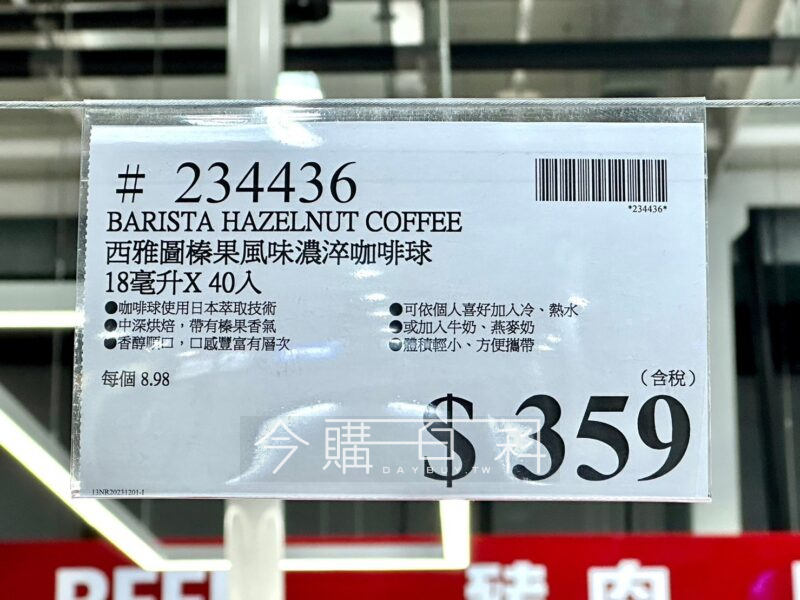 # 234436
*234436*
BARISTA HAZELNUT COFFEE
西雅圖榛果風味濃淬咖啡球
18毫升X 40入
●咖啡球使用日本萃取技術
●中深烘焙，帶有榛果香氣
●香醇順口，口感豐富有層次
●可依個人喜好加入冷、熱水
●或加入牛奶、燕麥奶
●體積輕小、方便攜帶
每個 8.98
（含稅）
$ 359
今購百科
DAYBUY.TW
13NR20231201-1
BEEF
豬肉